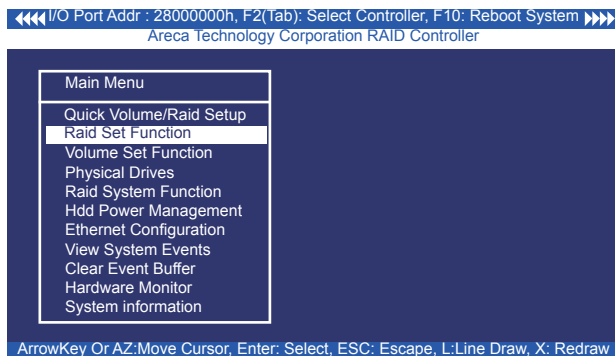 I/O Port Addr : 28000000h, F2(Tab): Select Controller, F10: Reboot System
Areca Technology Corporation RAID Controller
Main Menu
Quick Volume/Raid Setup
Raid Set Function
Volume Set Function
Physical Drives
Raid System Function
Hdd Power Management
Ethernet Configuration
View System Events
Clear Event Buffer
Hardware Monitor
System information
ArrowKey Or AZ:Move Cursor, Enter: Select, ESC: Escape, L:Line Draw, X: Redraw